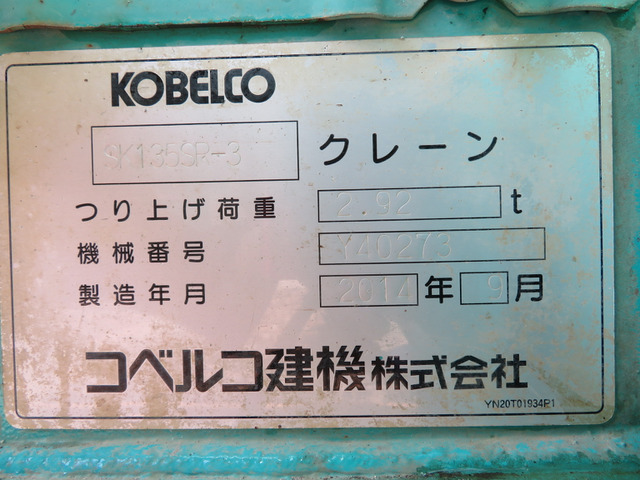 KOBELCO
SK135SR-3 クレーン
つり上げ荷重 2.92 t
機械番号 Y40273
製造年月 2014 年 9 月
コベルコ建機株式会社
YN20T01934P1